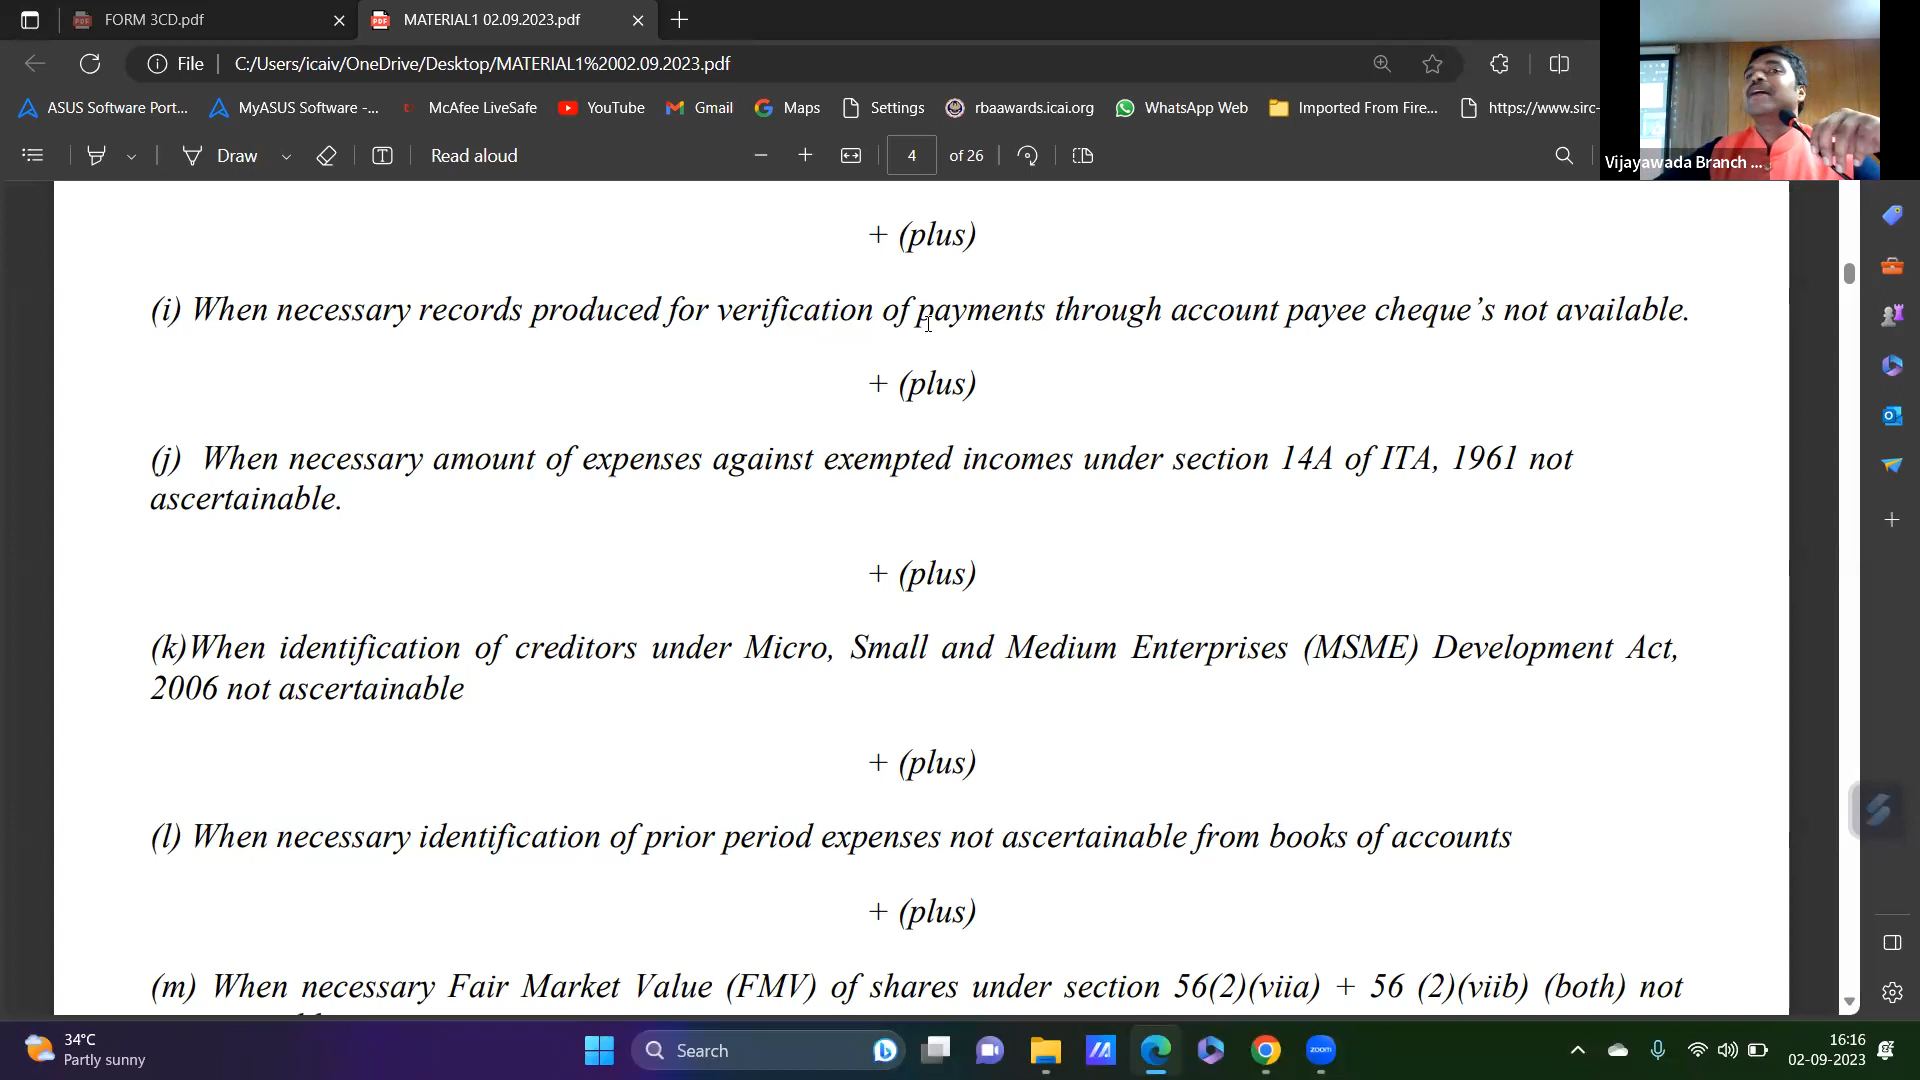 FORM 3CD.pdf
MATERIAL1 02.09.2023.pdf
File
C:/Users/icaiv/OneDrive/Desktop/MATERIAL1%2002.09.2023.pdf
ASUS Software Port...
MyASUS Software -...
McAfee LiveSafe
YouTube
Gmail
Maps
Settings
rbaawards.icai.org
WhatsApp Web
Imported From Fire...
https://www.sirc-
Draw
Read aloud
4 of 26
Vijayawada Branch ...
+ (plus)
(i) When necessary records produced for verification of payments through account payee cheque’s not available.
+ (plus)
(j) When necessary amount of expenses against exempted incomes under section 14A of ITA, 1961 not
ascertainable.
+ (plus)
(k)When identification of creditors under Micro, Small and Medium Enterprises (MSME) Development Act,
2006 not ascertainable
+ (plus)
(l) When necessary identification of prior period expenses not ascertainable from books of accounts
+ (plus)
(m) When necessary Fair Market Value (FMV) of shares under section 56(2)(viia) + 56 (2)(viib) (both) not
34°C
Partly sunny
Search
zoom
16:16
02-09-2023